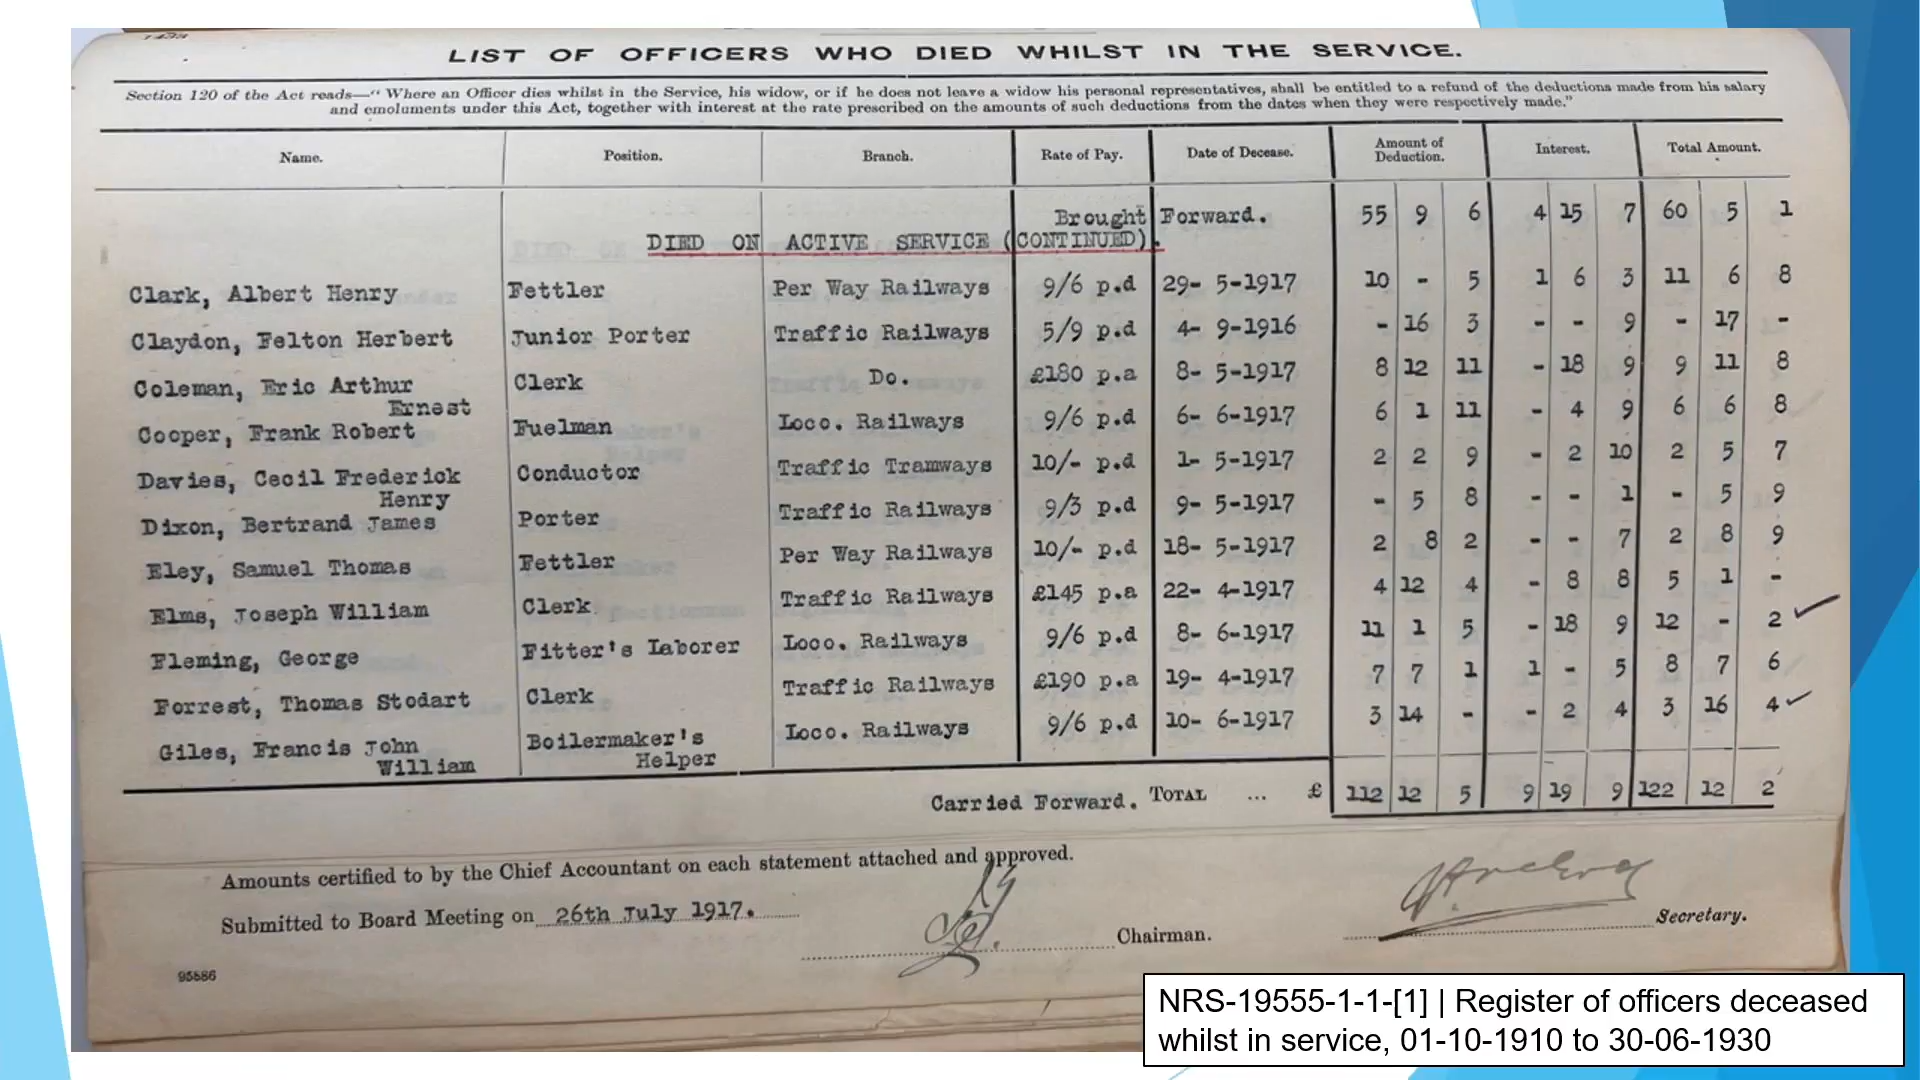 LIST OF OFFICERS WHO DIED WHILST IN THE SERVICE.
Section 120 of the Act reads—“ Where an Officer dies whilst in the Service, his widow, or if he does not leave a widow his personal representatives, shall be entitled to a refund of the deductions made from his salary
and emoluments under this Act, together with interest at the rate prescribed on the amounts of such deductions from the dates when they were respectively made.”
Name. Position. Branch. Rate of Pay. Date of Decease. Amount of Deduction. Interest. Total Amount.
Brought Forward. 55 9 6 4 15 7 60 5 1
DIED ON ACTIVE SERVICE (CONTINUED).
Clark, Albert Henry Fettler Per Way Railways 9/6 p.d 29- 5-1917 10 - 5 1 6 3 11 6 8
Claydon, Felton Herbert Junior Porter Traffic Railways 5/9 p.d 4- 9-1916 - 16 3 - - 9 - 17 -
Coleman, Eric Arthur Clerk Do. £180 p.a 8- 5-1917 8 12 11 - 18 9 9 11 8
Ernest
Cooper, Frank Robert Fuelman Loco. Railways 9/6 p.d 6- 6-1917 6 1 11 - 4 9 6 6 8
Davies, Cecil Frederick Conductor Traffic Tramways 10/- p.d 1- 5-1917 2 2 9 - 2 10 2 5 7
Henry
Dixon, Bertrand James Porter Traffic Railways 9/3 p.d 9- 5-1917 - 5 8 - - 1 - 5 9
Eley, Samuel Thomas Fettler Per Way Railways 10/- p.d 18- 5-1917 2 8 2 - - 7 2 8 9
Elms, Joseph William Clerk Traffic Railways £145 p.a 22- 4-1917 4 12 4 - 8 8 5 1 -
Fleming, George Fitter's Laborer Loco. Railways 9/6 p.d 8- 6-1917 11 1 5 - 18 9 12 - 2
Forrest, Thomas Stodart Clerk Traffic Railways £190 p.a 19- 4-1917 7 7 1 1 - 5 8 7 6
Giles, Francis John Boilermaker's Loco. Railways 9/6 p.d 10- 6-1917 3 14 - - 2 4 3 16 4
William Helper
Carried Forward. TOTAL ... £ 112 12 5 9 19 9 122 12 2
Amounts certified to by the Chief Accountant on each statement attached and approved.
Submitted to Board Meeting on 26th July 1917.
Chairman. Secretary.
95886
NRS-19555-1-1-[1] | Register of officers deceased
whilst in service, 01-10-1910 to 30-06-1930